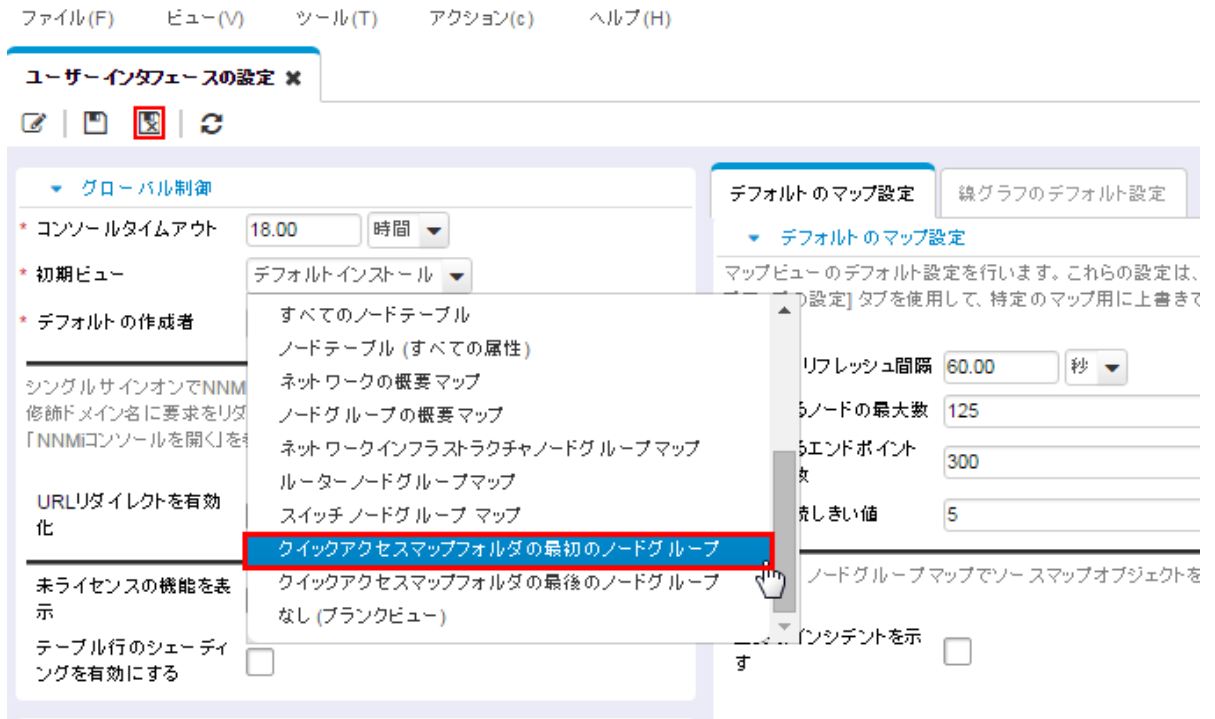 ファイル(F) ビュー(V) ツール(T) アクション(c) ヘルプ(H)
ユーザーインタフェースの設定
グローバル制御
* コンソールタイムアウト 18.00 時間
* 初期ビュー デフォルトインストール
* デフォルトの作成者
すべてのノードテーブル
ノードテーブル (すべての属性)
ネットワークの概要マップ
ノードグループの概要マップ
ネットワークインフラストラクチャノードグループマップ
ルーターノードグループマップ
スイッチノードグループ マップ
クイックアクセスマップフォルダの最初のノードグループ
クイックアクセスマップフォルダの最後のノードグループ
なし (ブランクビュー)
シングルサインオンでNNM
修飾ドメイン名に要求をリダ
「NNMiコンソールを開く」を
URLリダイレクトを有効
化
未ライセンスの機能を表
示
テーブル行のシェーディ
ングを有効にする
デフォルトのマップ設定 線グラフのデフォルト設定
デフォルトのマップ設定
マップビューのデフォルト設定を行います。これらの設定は、
の設定] タブを使用して、特定のマップ用に上書きて
リフレッシュ間隔 60.00 秒
るノードの最大数 125
るエンドポイント
数 300
続しきい値 5
ノードグループマップでソースマップオブジェクトを
インシデントを示
す